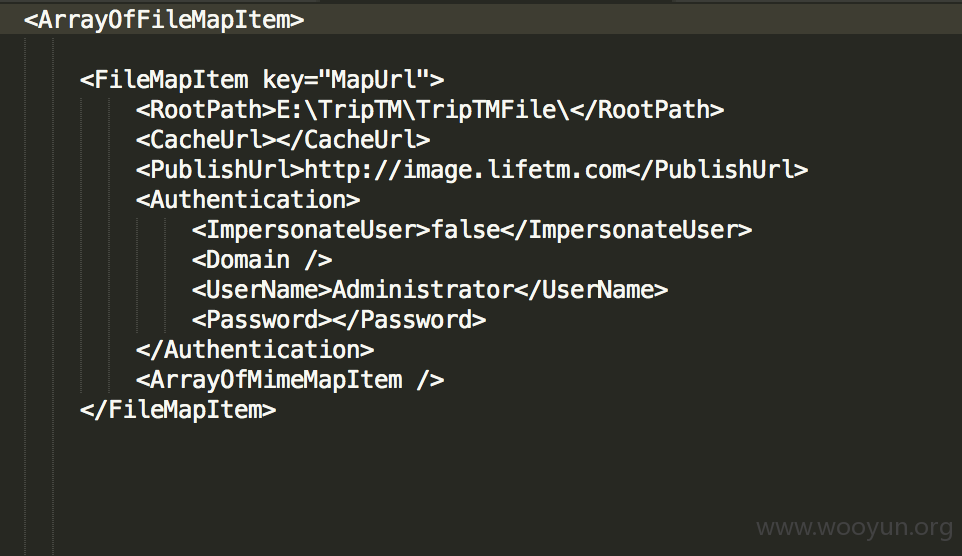 <ArrayOfFileMapItem>
<FileMapItem key="MapUrl">
<RootPath>E:\TripTM\TripTMFile\</RootPath>
<CacheUrl></CacheUrl>
<PublishUrl>http://image.lifetm.com</PublishUrl>
<Authentication>
<ImpersonateUser>false</ImpersonateUser>
<Domain />
<UserName>Administrator</UserName>
<Password></Password>
</Authentication>
<ArrayOfMimeMapItem />
</FileMapItem>
www.wooyun.org